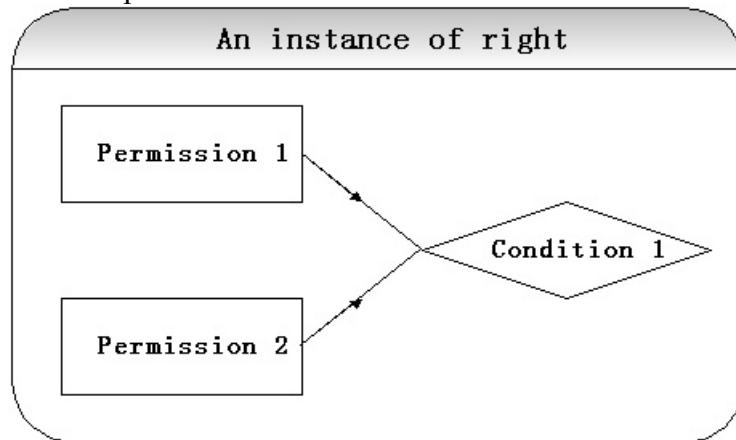 An instance of right
Permission 1
Condition 1
Permission 2